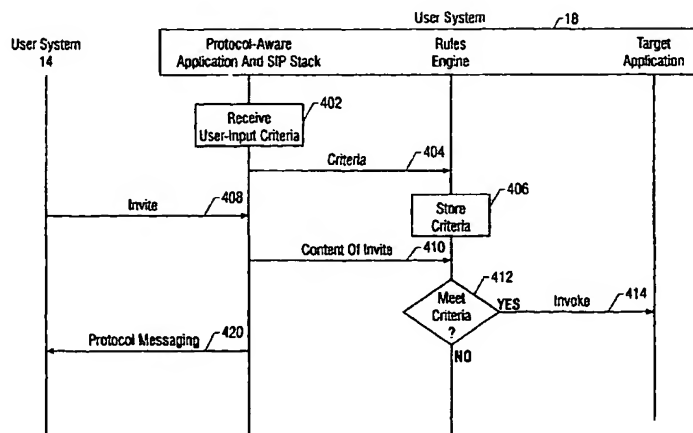 User System
18
User System
14
Protocol-Aware
Application And SIP Stack
Rules
Engine
Target
Application
402
Receive
User-Input Criteria
Criteria
404
406
Store
Criteria
Invite
408
Content Of Invite
410
412
Meet
Criteria
?
YES
Invoke
414
NO
Protocol Messaging
420